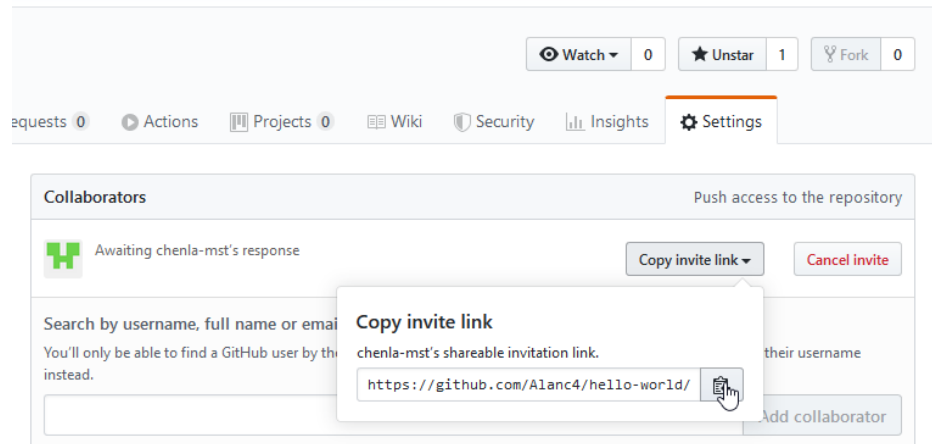 Watch 0 Unstar 1 Fork 0
equests 0 Actions Projects 0 Wiki Security Insights Settings
Collaborators Push access to the repository
Awaiting chenla-mst's response Copy invite link Cancel invite
Copy invite link
Search by username, full name or emai
chenla-mst's shareable invitation link.
You'll only be able to find a GitHub user by the their username
instead.
https://github.com/Alanc4/hello-world/
Add collaborator